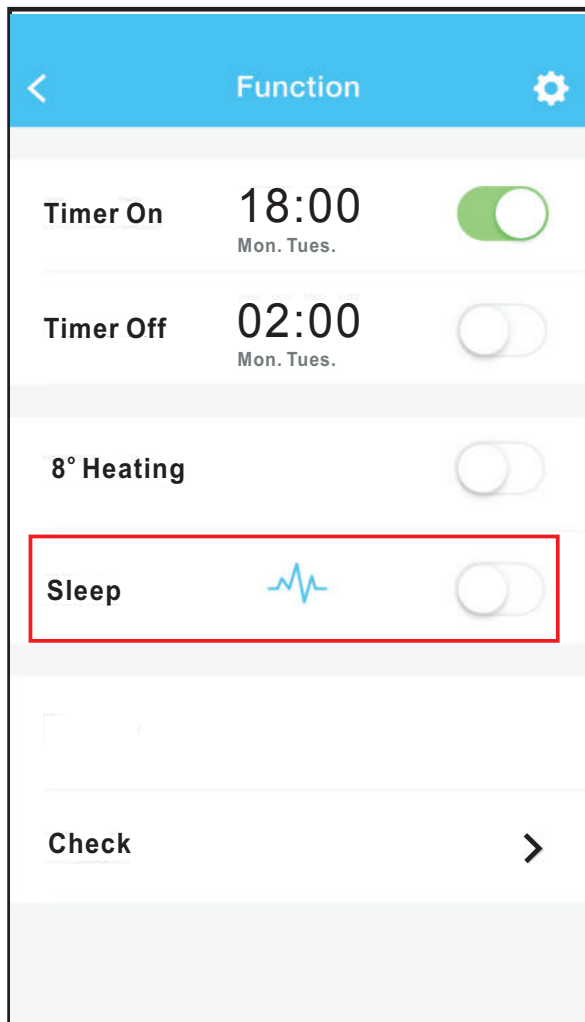 Function
Timer On 18:00
Mon. Tues.
Timer Off 02:00
Mon. Tues.
8° Heating
Sleep
Check